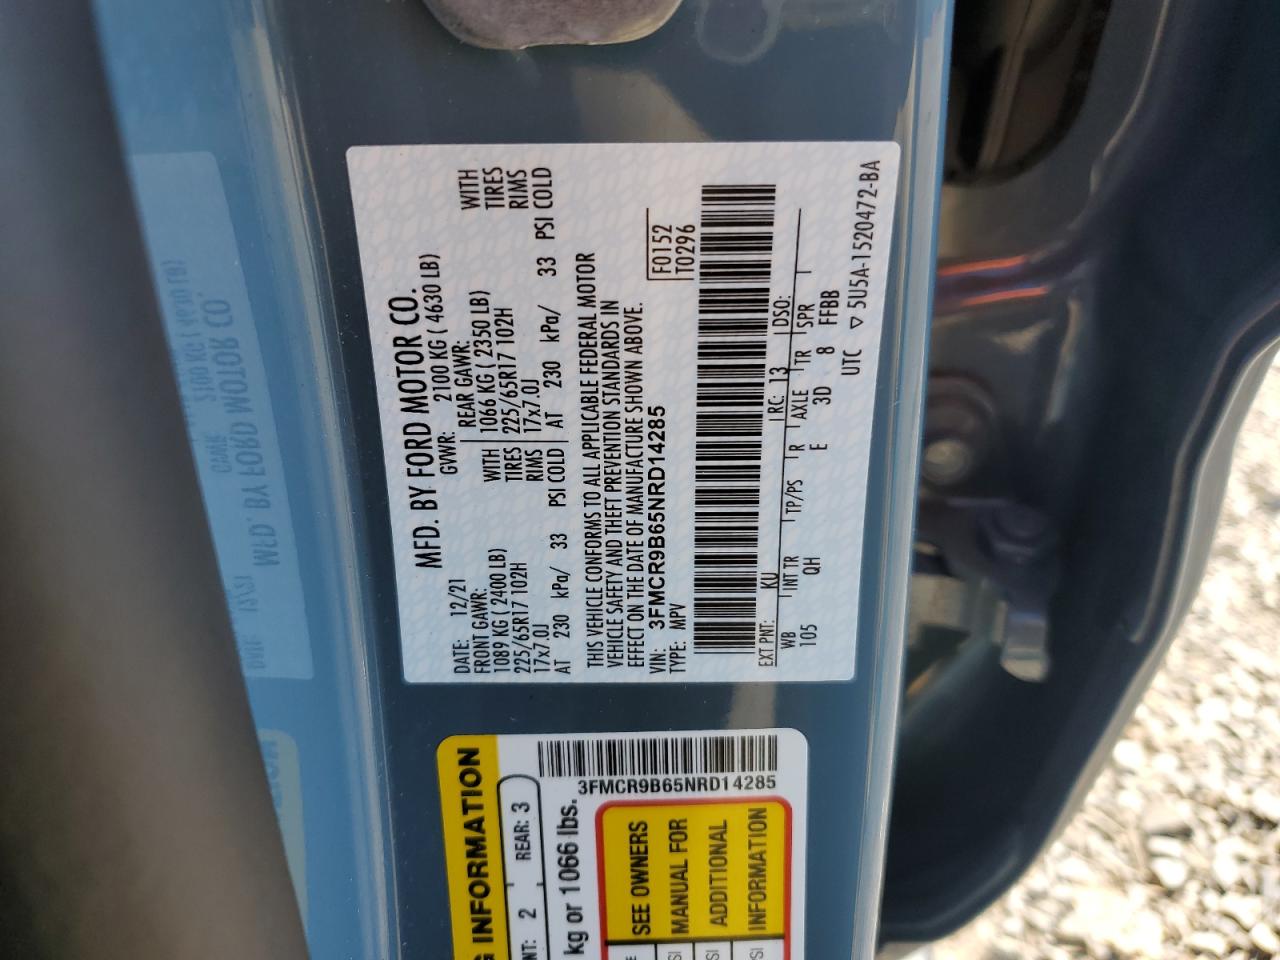 MFD. BY FORD MOTOR CO.
DATE: 12/21 GVWR: 2100 KG ( 4630 LB)
FRONT GAWR: REAR GAWR:
1089 KG ( 2400 LB) WITH 1066 KG ( 2350 LB) WITH
225/65R17 102H TIRES 225/65R17 102H TIRES
17x7.0J RIMS 17x7.0J RIMS
AT 230 kPa/ 33 PSI COLD AT 230 kPa/ 33 PSI COLD
THIS VEHICLE CONFORMS TO ALL APPLICABLE FEDERAL MOTOR
VEHICLE SAFETY AND THEFT PREVENTION STANDARDS IN
EFFECT ON THE DATE OF MANUFACTURE SHOWN ABOVE.
VIN: 3FMCR9B65NRD14285 F0152
TYPE: MPV T0296
EXT PNT: KU RC: 13 DSO:
WB INT TR TP/PS R AXLE TR SPR
105 QH E 3D 8 FFBB
UTC ▽ 5U5A-1520472-BA
INFORMATION
NT: 2 REAR: 3
kg or 1066 lbs.
3FMCR9B65NRD14285
SEE OWNERS
MANUAL FOR
ADDITIONAL
INFORMATION